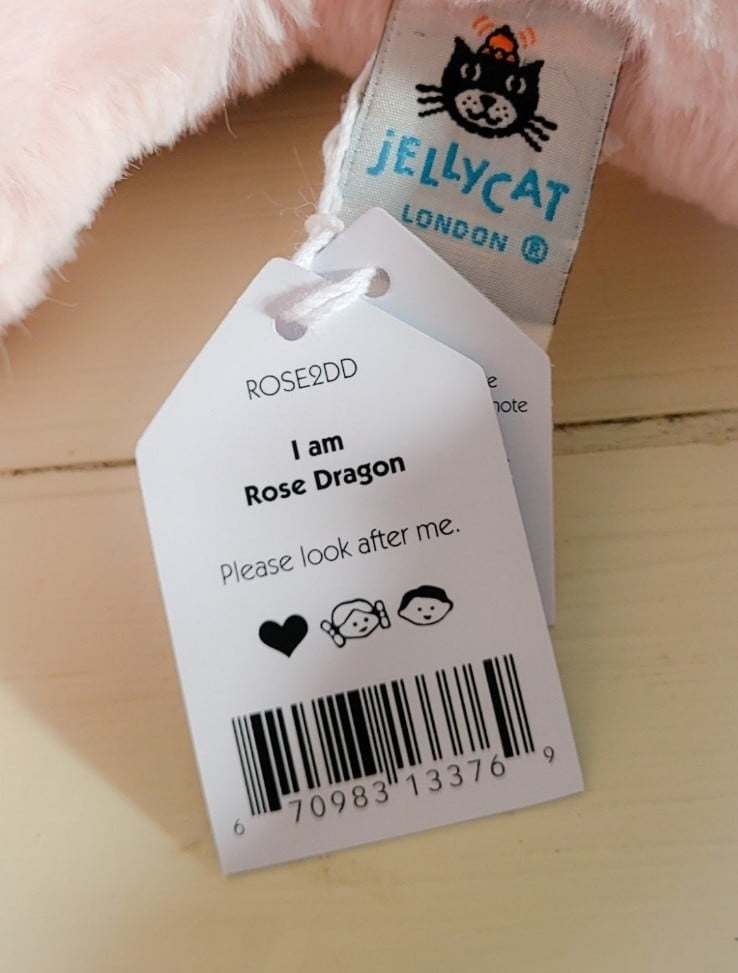 JELLYCAT
LONDON ®
ROSE2DD
I am
Rose Dragon
Please look after me.
6 70983 13376 9